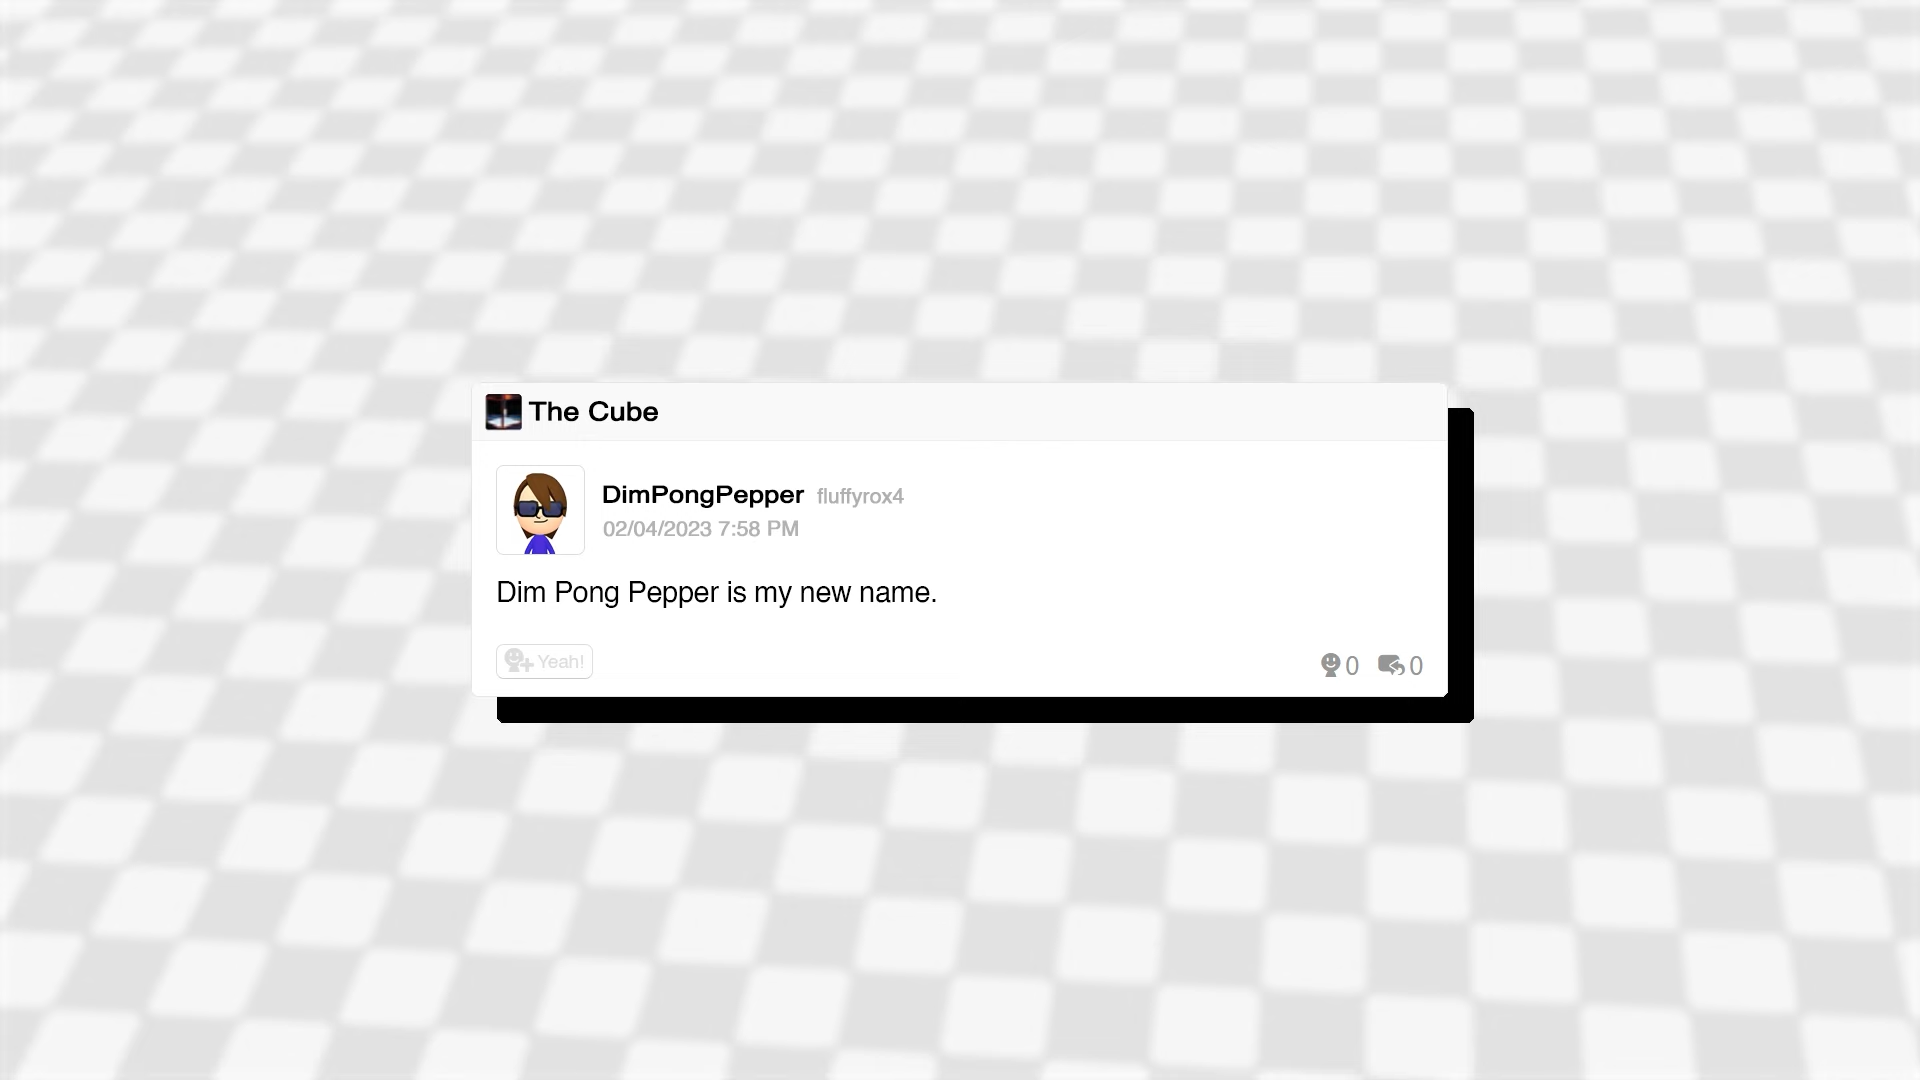 The Cube
DimPongPepper fluffyrox4
02/04/2023 7:58 PM
Dim Pong Pepper is my new name.
Yeah! 0 0